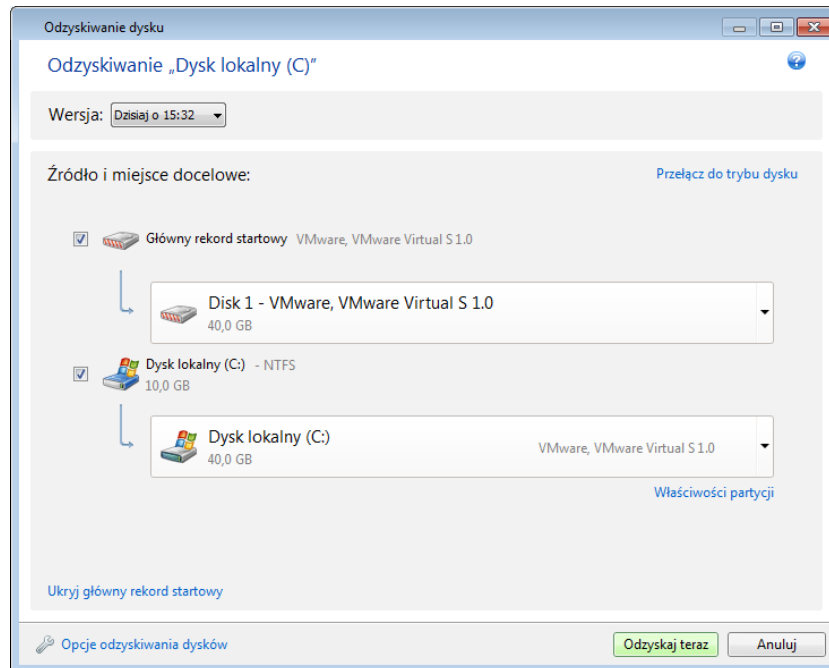 Odzyskiwanie dysku
Odzyskiwanie „Dysk lokalny (C)”
Wersja: Dzisiaj o 15:32
Źródło i miejsce docelowe:
Przełącz do trybu dysku
Główny rekord startowy VMware, VMware Virtual S 1.0
Disk 1 - VMware, VMware Virtual S 1.0
40,0 GB
Dysk lokalny (C:) - NTFS
10,0 GB
Dysk lokalny (C:)
40,0 GB
VMware, VMware Virtual S 1.0
Właściwości partycji
Ukryj główny rekord startowy
Opcje odzyskiwania dysków
Odzyskaj teraz
Anuluj